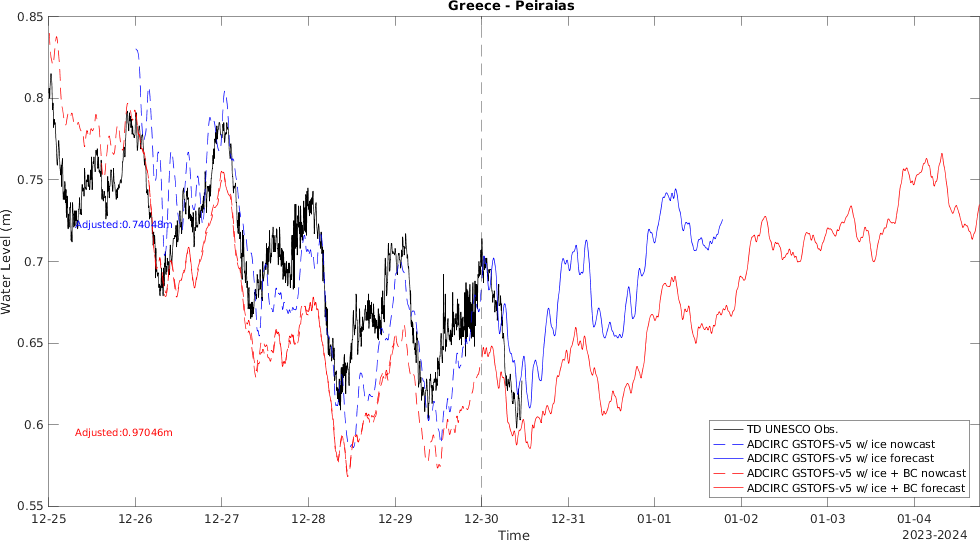 Greece - Peiraias
0.85
0.8
0.75
0.7
0.65
0.6
0.55
Water Level (m)
Adjusted:0.74048m
Adjusted:0.97046m
TD UNESCO Obs.
ADCIRC GSTOFS-v5 w/ ice nowcast
ADCIRC GSTOFS-v5 w/ ice forecast
ADCIRC GSTOFS-v5 w/ ice + BC nowcast
ADCIRC GSTOFS-v5 w/ ice + BC forecast
12-25 12-26 12-27 12-28 12-29 12-30 12-31 01-01 01-02 01-03 01-04
Time
2023-2024